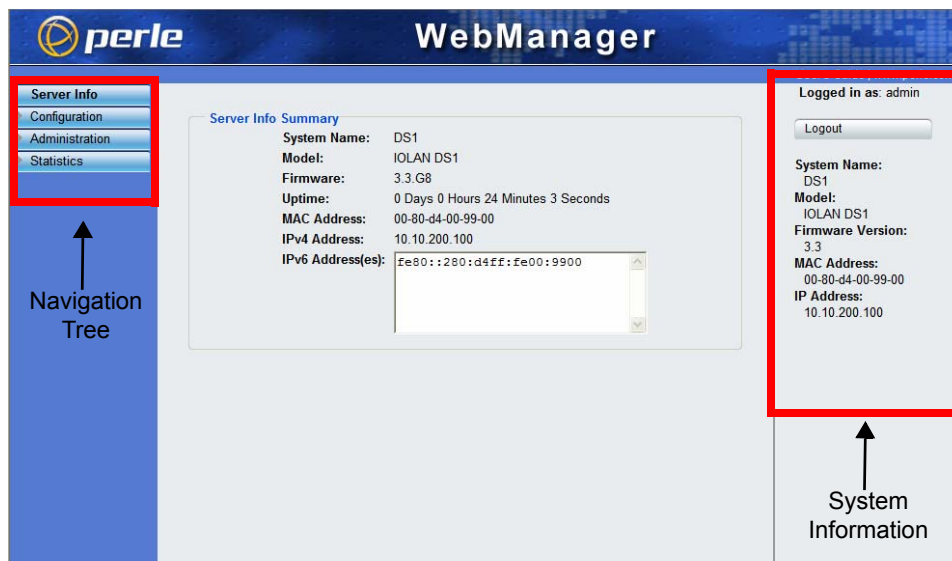 perle
WebManager
Server Info
Configuration
Administration
Statistics
Navigation
Tree
Server Info Summary
System Name: DS1
Model: IOLAN DS1
Firmware: 3.3.G8
Uptime: 0 Days 0 Hours 24 Minutes 3 Seconds
MAC Address: 00-80-d4-00-99-00
IPv4 Address: 10.10.200.100
IPv6 Address(es): fe80::280:d4ff:fe00:9900
Logged in as: admin
Logout
System Name:
DS1
Model:
IOLAN DS1
Firmware Version:
3.3
MAC Address:
00-80-d4-00-99-00
IP Address:
10.10.200.100
System
Information